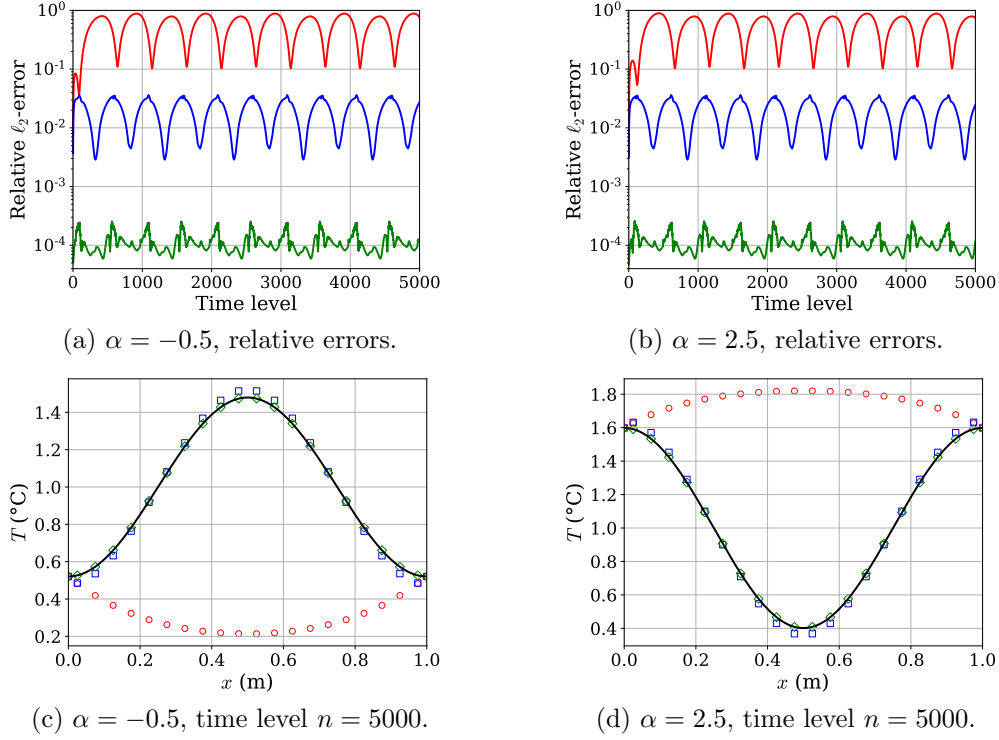 10⁰
10⁻¹
10⁻²
10⁻³
10⁻⁴
Relative ℓ₂-error
0 1000 2000 3000 4000 5000
Time level
(a) α = −0.5, relative errors.
10⁰
10⁻¹
10⁻²
10⁻³
10⁻⁴
Relative ℓ₂-error
0 1000 2000 3000 4000 5000
Time level
(b) α = 2.5, relative errors.
1.4
1.2
1.0
0.8
0.6
0.4
0.2
T (°C)
0.0 0.2 0.4 0.6 0.8 1.0
x (m)
(c) α = −0.5, time level n = 5000.
1.8
1.6
1.4
1.2
1.0
0.8
0.6
0.4
T (°C)
0.0 0.2 0.4 0.6 0.8 1.0
x (m)
(d) α = 2.5, time level n = 5000.